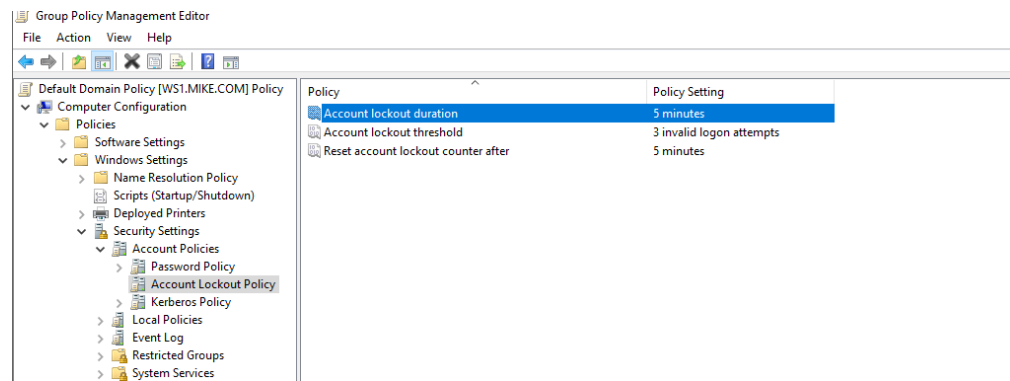 Group Policy Management Editor
File Action View Help
Default Domain Policy [WS1.MIKE.COM] Policy
Computer Configuration
Policies
Software Settings
Windows Settings
Name Resolution Policy
Scripts (Startup/Shutdown)
Deployed Printers
Security Settings
Account Policies
Password Policy
Account Lockout Policy
Kerberos Policy
Local Policies
Event Log
Restricted Groups
System Services
Policy Policy Setting
Account lockout duration 5 minutes
Account lockout threshold 3 invalid logon attempts
Reset account lockout counter after 5 minutes